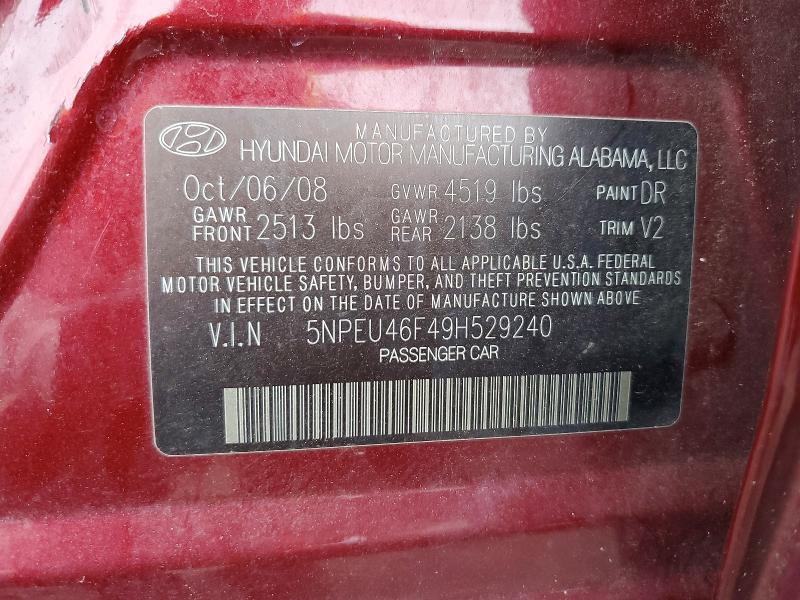 MANUFACTURED BY
HYUNDAI MOTOR MANUFACTURING ALABAMA, LLC
Oct/06/08 GVWR 4519 lbs PAINT DR
GAWR FRONT 2513 lbs GAWR REAR 2138 lbs TRIM V2
THIS VEHICLE CONFORMS TO ALL APPLICABLE U.S.A. FEDERAL
MOTOR VEHICLE SAFETY, BUMPER, AND THEFT PREVENTION STANDARDS
IN EFFECT ON THE DATE OF MANUFACTURE SHOWN ABOVE
V.I.N 5NPEU46F49H529240
PASSENGER CAR